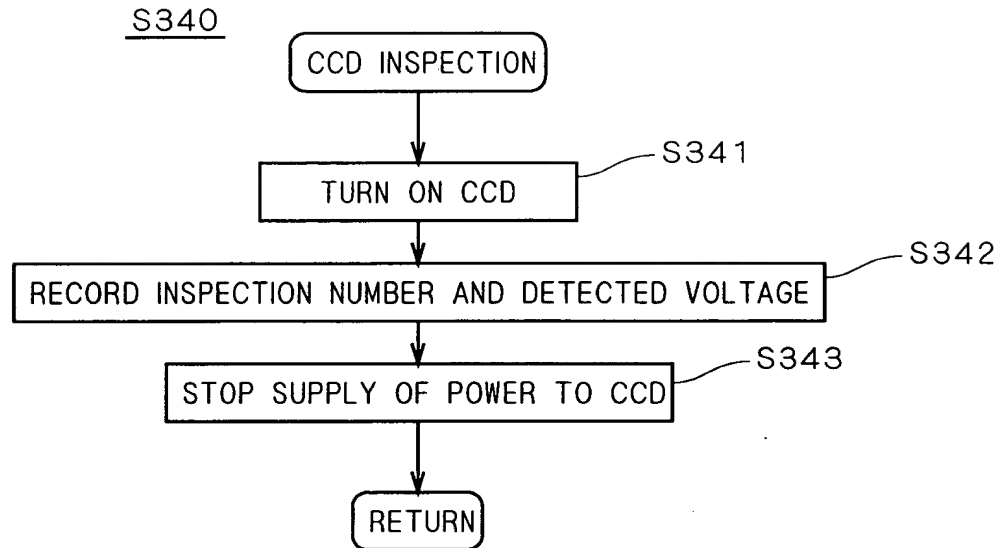 S340
CCD INSPECTION
S341
TURN ON CCD
S342
RECORD INSPECTION NUMBER AND DETECTED VOLTAGE
S343
STOP SUPPLY OF POWER TO CCD
RETURN